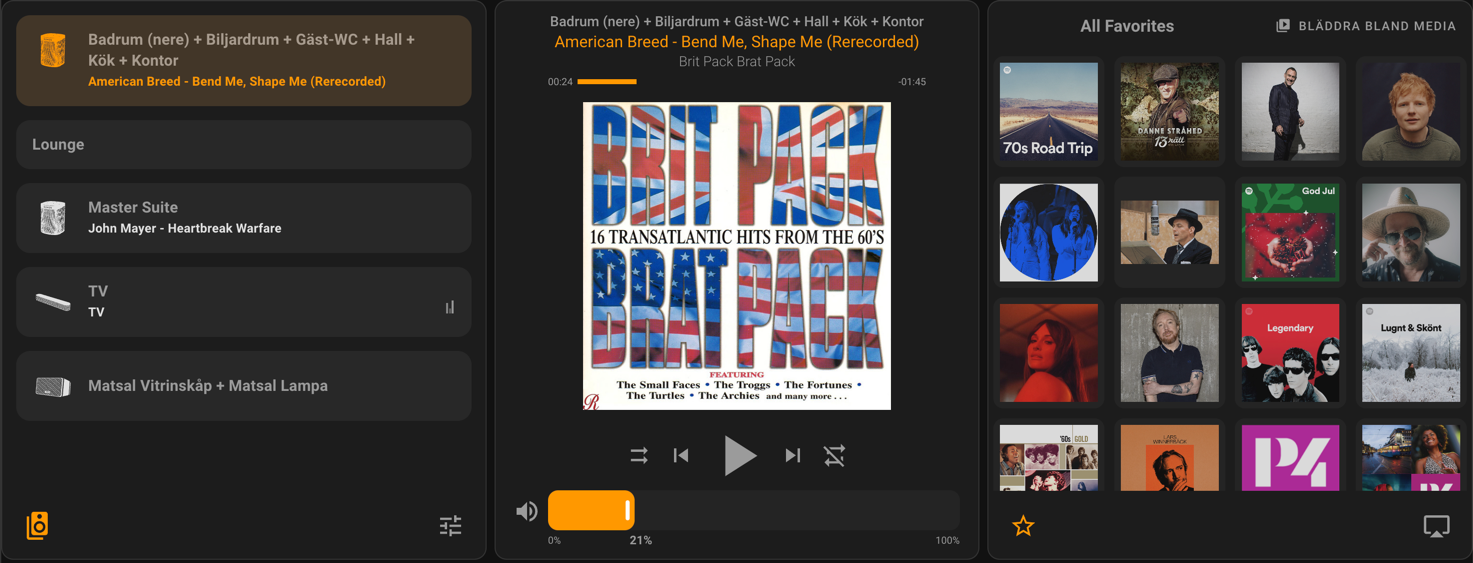 Badrum (nere) + Biljardrum + Gäst-WC + Hall +
Kök + Kontor
American Breed - Bend Me, Shape Me (Rerecorded)
Lounge
Master Suite
John Mayer - Heartbreak Warfare
TV
TV
Matsal Vitrinskåp + Matsal Lampa
Badrum (nere) + Biljardrum + Gäst-WC + Hall + Kök + Kontor
American Breed - Bend Me, Shape Me (Rerecorded)
Brit Pack Brat Pack
00:24
-01:45
BRIT PACK
16 TRANSATLANTIC HITS FROM THE 60'S
BRAT PACK
FEATURING
The Small Faces • The Troggs • The Fortunes •
The Turtles • The Archies and many more . . .
R
0%
21%
100%
All Favorites
BLÄDDRA BLAND MEDIA
70s Road Trip
DANNE STRÅHED
13 rätt
God Jul
Legendary
Lugnt & Skönt
'60s GOLD
LARS
WINNERBÄCK
P4
P4